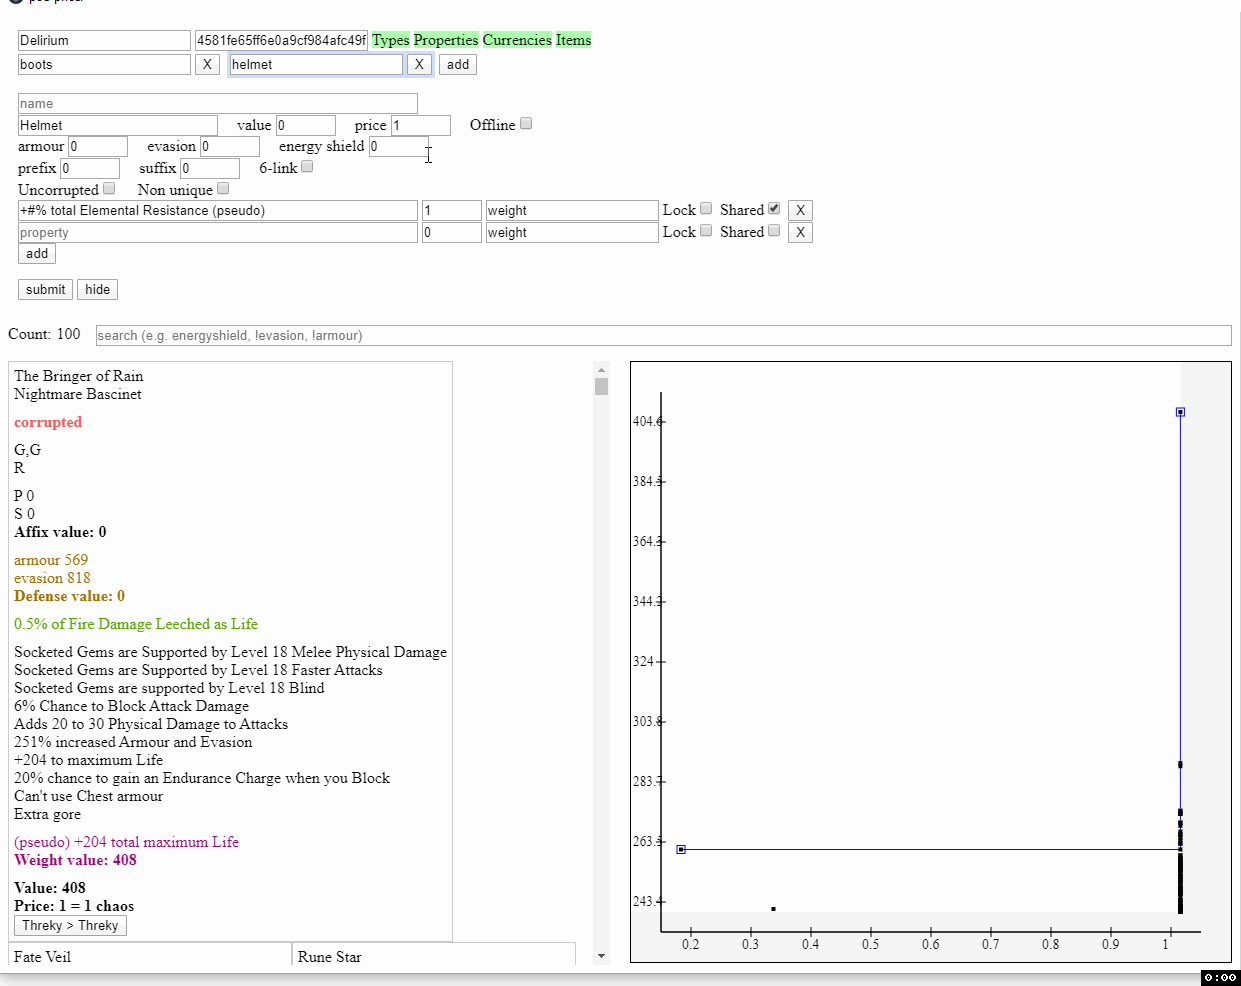 Delirium 4581fe65ff6e0a9cf984afc49f Types Properties Currencies Items
boots X helmet X add
name
Helmet value 0 price 1 Offline
armour 0 evasion 0 energy shield 0
prefix 0 suffix 0 6-link
Uncorrupted Non unique
+#% total Elemental Resistance (pseudo) 1 weight Lock Shared X
property 0 weight Lock Shared X
add
submit hide
Count: 100 search (e.g. energyshield, !evasion, !armour)
The Bringer of Rain
Nightmare Bascinet
corrupted
G,G
R
P 0
S 0
Affix value: 0
armour 569
evasion 818
Defense value: 0
0.5% of Fire Damage Leeched as Life
Socketed Gems are Supported by Level 18 Melee Physical Damage
Socketed Gems are Supported by Level 18 Faster Attacks
Socketed Gems are supported by Level 18 Blind
6% Chance to Block Attack Damage
Adds 20 to 30 Physical Damage to Attacks
251% increased Armour and Evasion
+204 to maximum Life
20% chance to gain an Endurance Charge when you Block
Can't use Chest armour
Extra gore
(pseudo) +204 total maximum Life
Weight value: 408
Value: 408
Price: 1 = 1 chaos
Threky > Threky
Fate Veil Rune Star
404.6
384.5
364.3
344.2
324
303.8
283.7
263.5
243.4
0.2 0.3 0.4 0.5 0.6 0.7 0.8 0.9 1
0:00